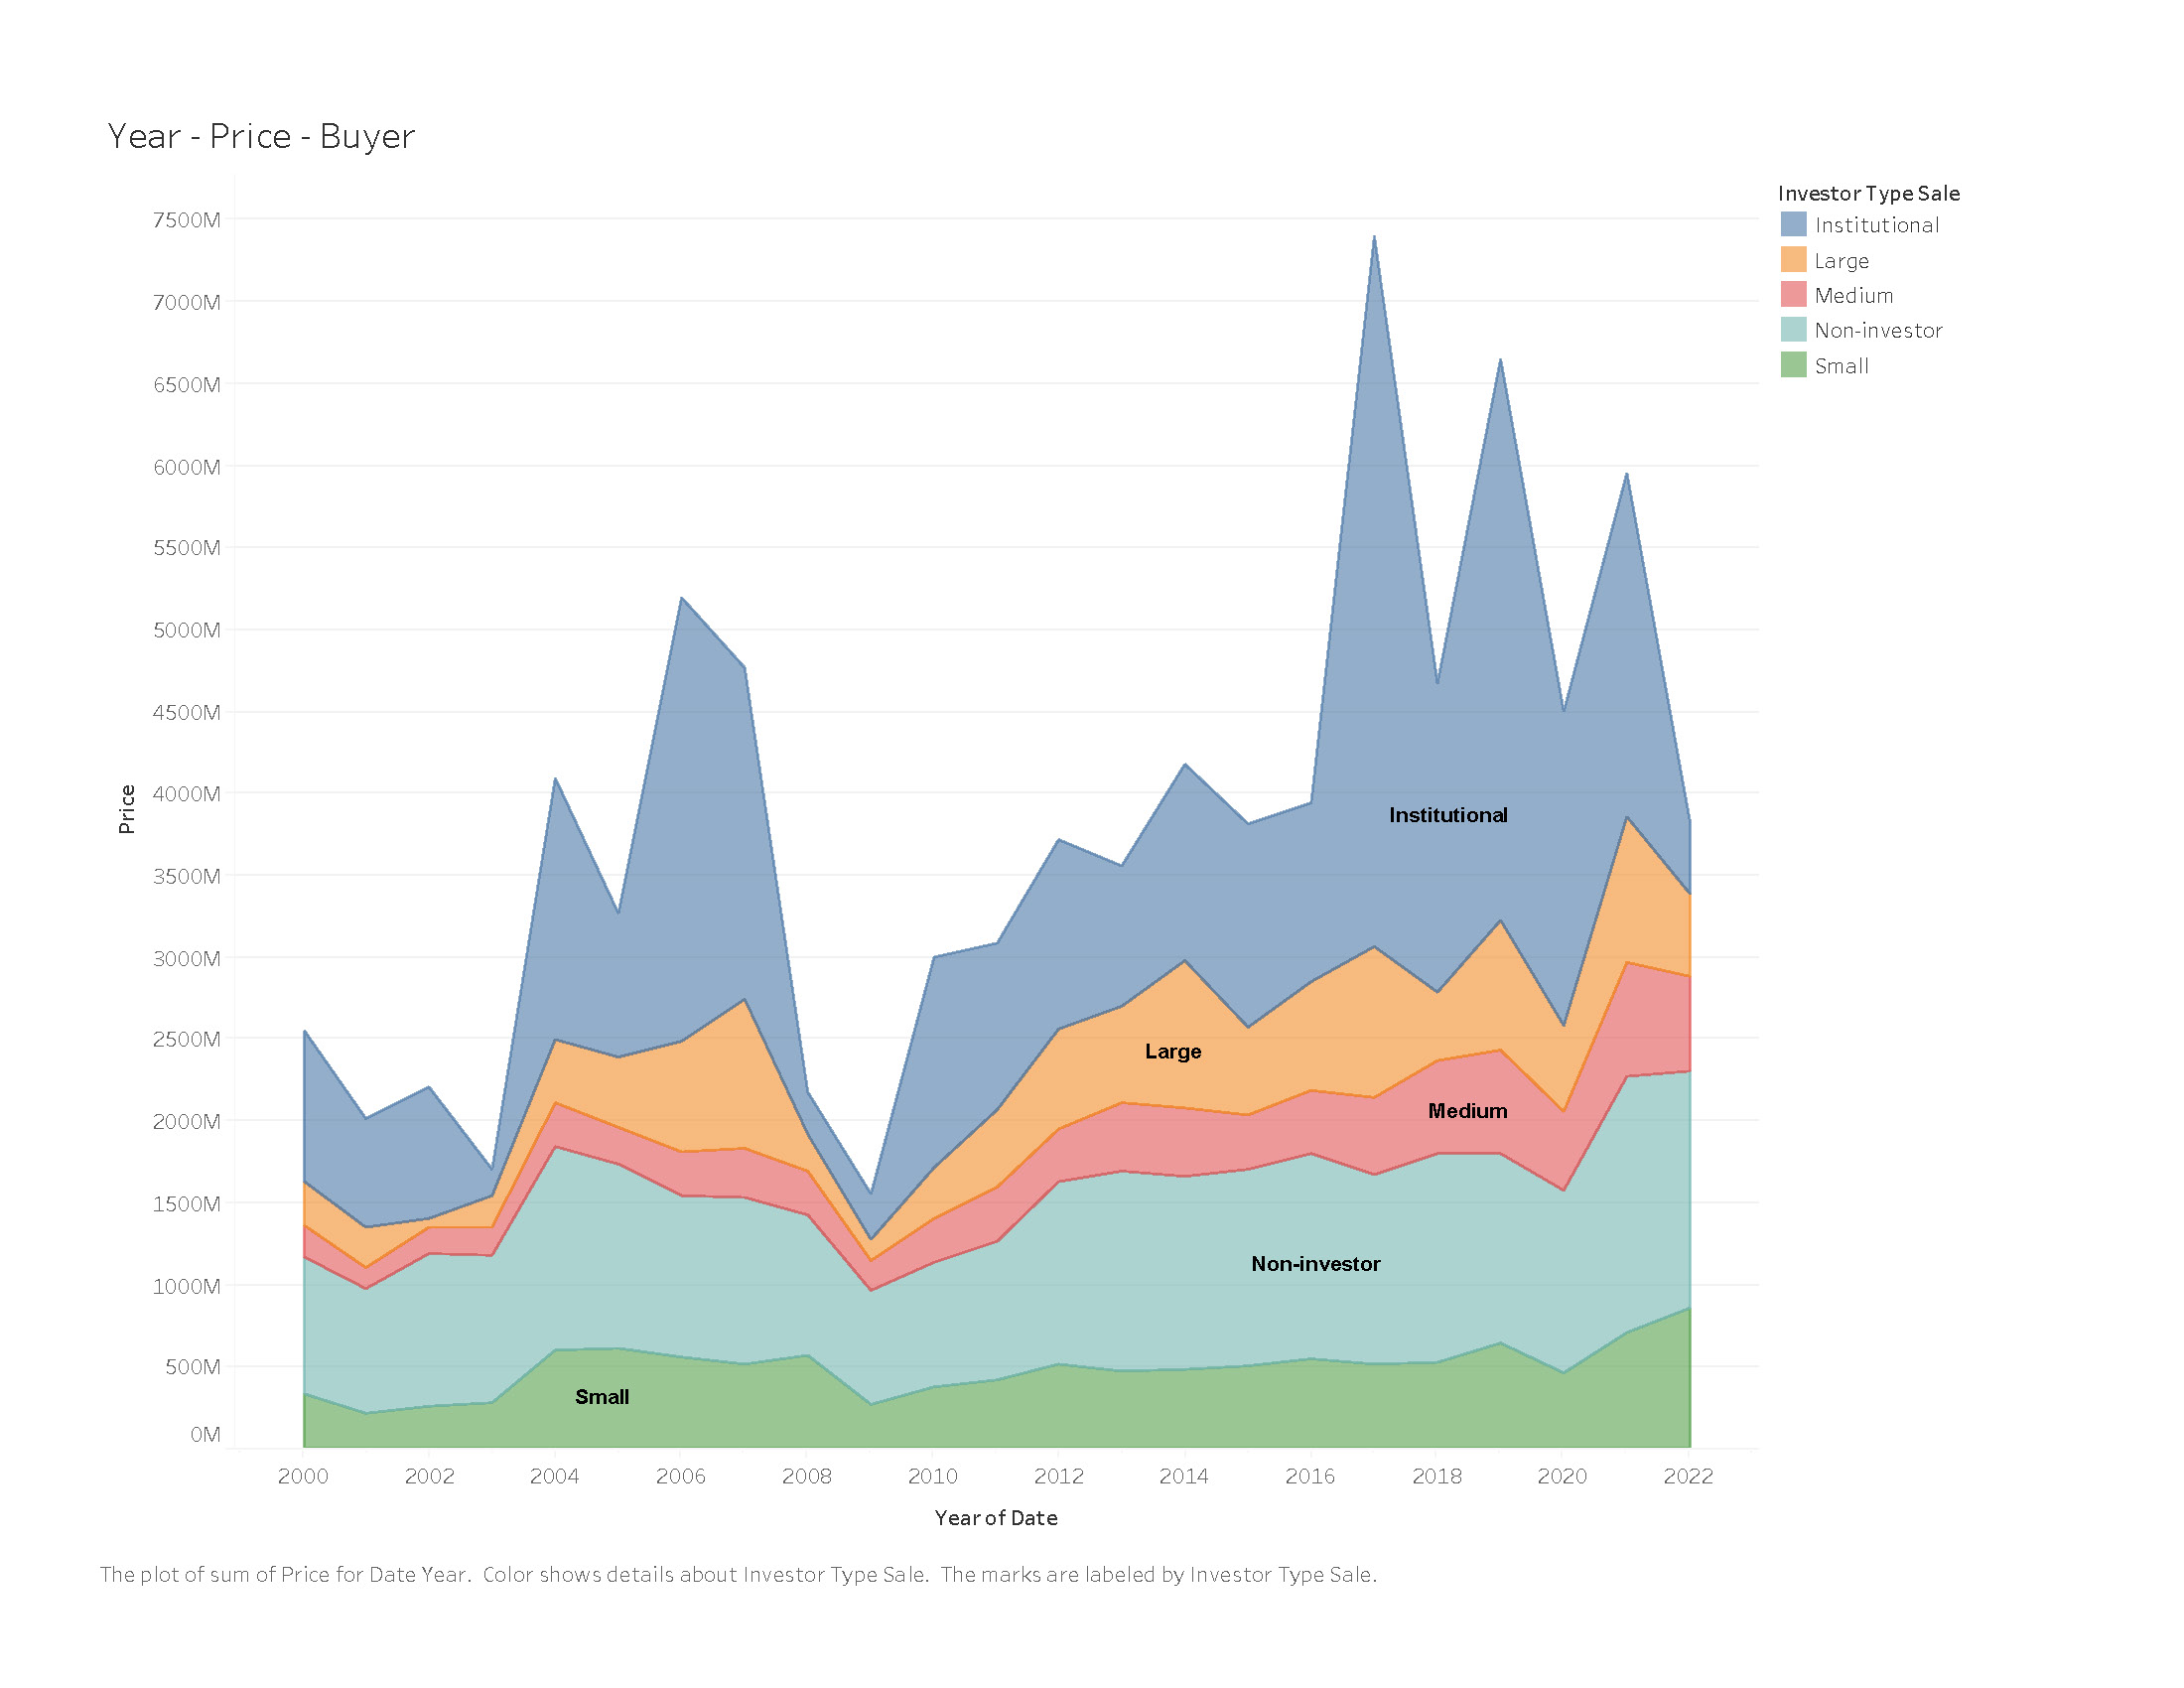 Year - Price - Buyer
Investor Type Sale
Institutional
Large
Medium
Non-investor
Small
7500M
7000M
6500M
6000M
5500M
5000M
4500M
4000M
3500M
3000M
2500M
2000M
1500M
1000M
500M
0M
Price
Institutional
Large
Medium
Non-investor
Small
2000 2002 2004 2006 2008 2010 2012 2014 2016 2018 2020 2022
Year of Date
The plot of sum of Price for Date Year. Color shows details about Investor Type Sale. The marks are labeled by Investor Type Sale.